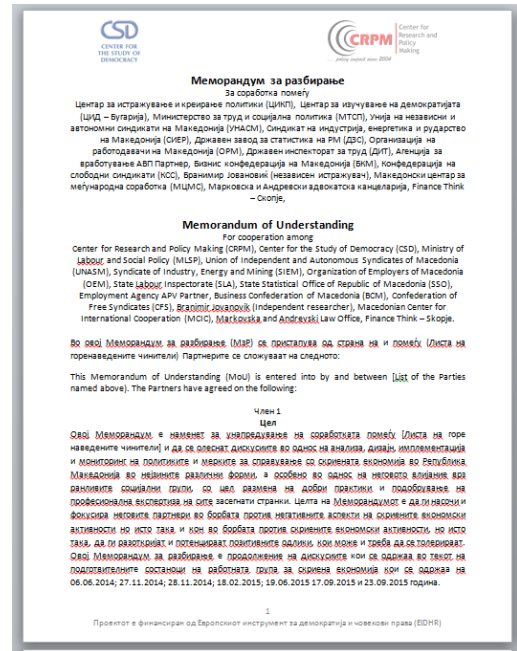 CSD
CENTER FOR
THE STUDY OF
DEMOCRACY
CRPM
Center for
Research and
Policy
Making
... policy report since 2004
Меморандум за разбирање
За соработка помеѓу
Центар за истражување и креирање политики (ЦИКП), Центар за изучување на демократијата
(ЦИД – Бугарија), Министерство за труд и социјална политика (МТСП), Унија на независни и
автономни синдикати на Македонија (УНАСМ), Синдикат на индустрија, енергетика и рударство
на Македонија (СИЕР), Државен завод за статистика на РМ (ДЗС), Организација на
работодавачи на Македонија (ОРМ), Државен инспекторат за труд (ДИТ), Агенција за
вработување АВП Партнер, Бизнис конфедерација на Македонија (БКМ), Конфедерација на
слободни синдикати (КСС), Бранимир Јовановиќ (независен истражувач), Македонски центар за
меѓународна соработка (МЦМС), Марковска и Андревски адвокатска канцеларија, Finance Think
– Скопје,
Memorandum of Understanding
For cooperation among
Center for Research and Policy Making (CRPM), Center for the Study of Democracy (CSD), Ministry of
Labour and Social Policy (MLSP), Union of Independent and Autonomous Syndicates of Macedonia
(UNASM), Syndicate of Industry, Energy and Mining (SIEM), Organization of Employers of Macedonia
(OEM), State Labour Inspectorate (SLA), State Statistical Office of Republic of Macedonia (SSO),
Employment Agency APV Partner, Business Confederation of Macedonia (BCM), Confederation of
Free Syndicates (CFS), Branimir Jovanovik (Independent researcher), Macedonian Center for
International Cooperation (MCIC), Markovska and Andrevski Law Office, Finance Think – Skopje.
Во овој Меморандум за разбирање (МзР) се пристапува од страна на и помеѓу (Листа на
горенаведените чинители) Партнерите се сложуваат на следното:
This Memorandum of Understanding (MoU) is entered into by and between [List of the Parties
named above). The Partners have agreed on the following:
Член 1
Цел
Овој Меморандум е наменет за унапредување на соработката помеѓу [Листа на горе
наведените чинители] и да се олеснат дискусиите во однос на анализа, дизајн, имплементација
и мониторинг на политиките и мерките за справување со скриената економија во Република
Македонија во нејзините различни форми, а особено во однос на неговото влијание врз
ранливите социјални групи, со цел размена на добри практики и подобрување на
професионална експертиза на сите засегнати странки. Целта на Меморандумот е да ги насочи и
фокусира неговите партнери во борбата против негативните аспекти на скриените економски
активности но исто така и кон во борбата против скриените економски активности, но исто
така, да ги разоткријат и потенцираат позитивните одлики, кои може и треба да се толерираат.
Овој Меморандум за разбирање е продолжение на дискусиите кои се одржаа во текот на
подготвителните состаноци на работната група за скриена економија кои се одржаа на
06.06.2014; 27.11.2014; 28.11.2014; 18.02.2015; 19.06.2015 17.09.2015 и 23.09.2015 година.
1
Проектот е финансиран од Европскиот инструмент за демократија и човекови права (EIDHR)